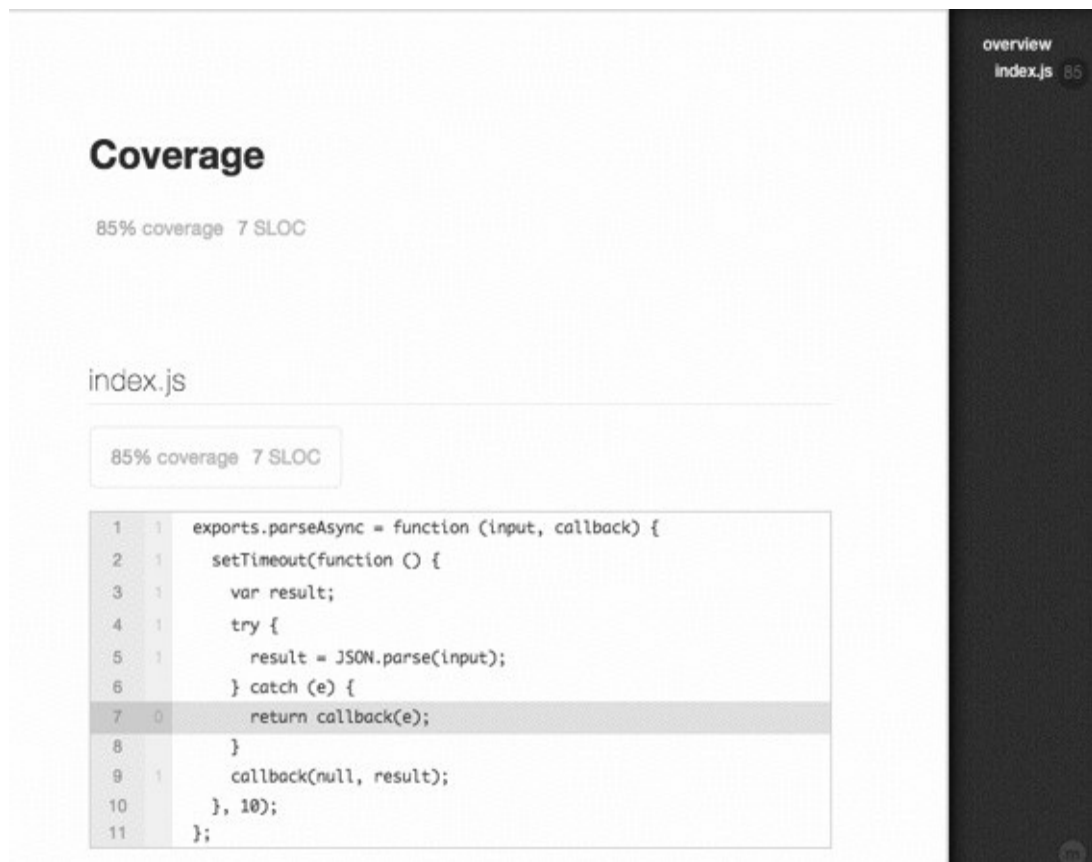 overview
index.js 85
Coverage
85% coverage 7 SLOC
index.js
85% coverage 7 SLOC
1 1 exports.parseAsync = function (input, callback) {
2 1 setTimeout(function () {
3 1 var result;
4 1 try {
5 1 result = JSON.parse(input);
6 } catch (e) {
7 0 return callback(e);
8 }
9 1 callback(null, result);
10 }, 10);
11 };